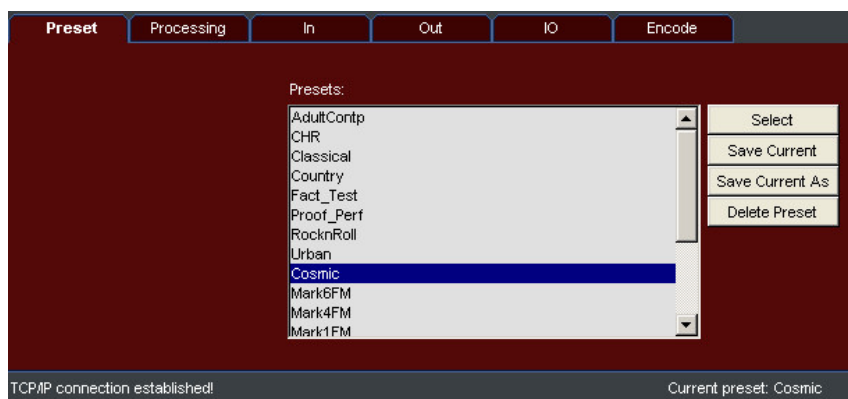 Preset Processing In Out IO Encode
Presets:
AdultContp
CHR
Classical
Country
Fact_Test
Proof_Perf
RocknRoll
Urban
Cosmic
Mark6FM
Mark4FM
Mark1FM
Select
Save Current
Save Current As
Delete Preset
TCP/IP connection established!
Current preset: Cosmic